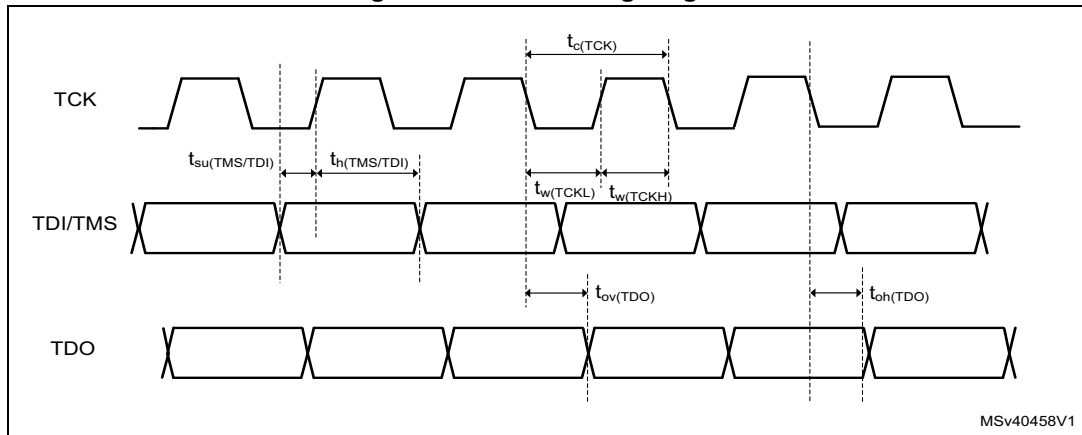 tc(TCK)
TCK
tsu(TMS/TDI)
th(TMS/TDI)
tw(TCKL)
tw(TCKH)
TDI/TMS
tov(TDO)
toh(TDO)
TDO
MSv40458V1